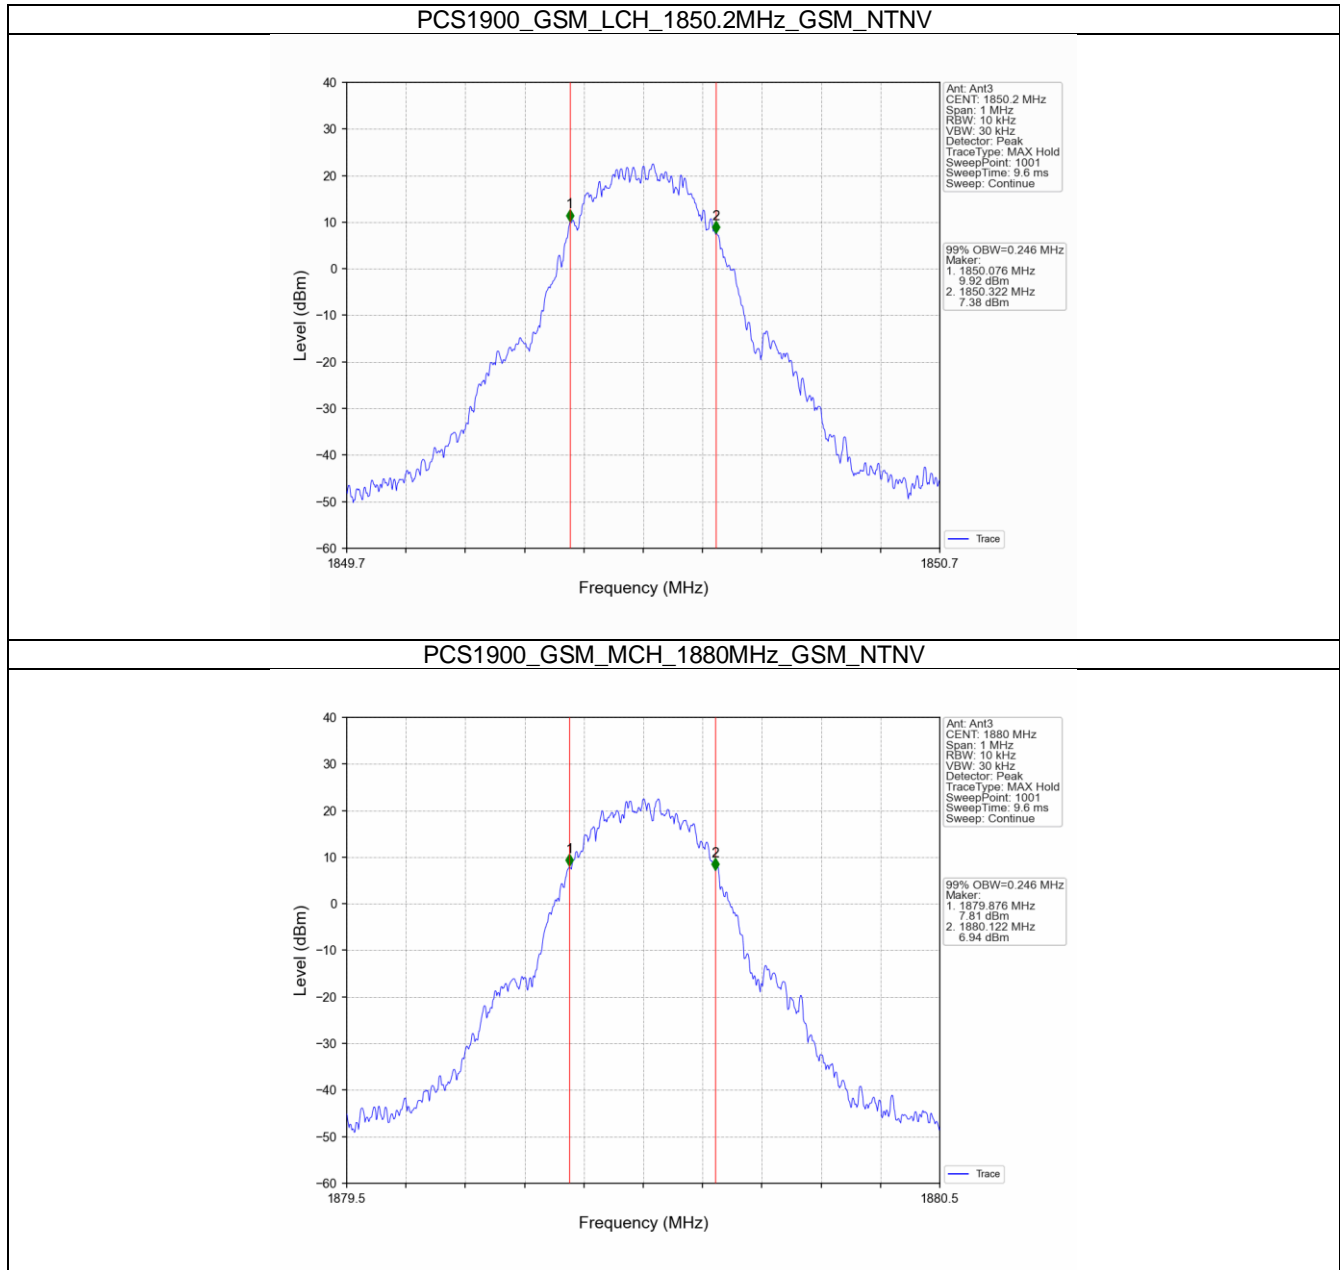 PCS1900_GSM_LCH_1850.2MHz_GSM_NTNV
40
30
20
10
0
−10
−20
−30
−40
−50
−60
Level (dBm)
1
2
1849.7
1850.7
Frequency (MHz)
Ant: Ant3
CENT: 1850.2 MHz
Span: 1 MHz
RBW: 10 kHz
VBW: 30 kHz
Detector: Peak
TraceType: MAX Hold
SweepPoint: 1001
SweepTime: 9.6 ms
Sweep: Continue
99% OBW=0.246 MHz
Maker:
1. 1850.076 MHz
9.92 dBm
2. 1850.322 MHz
7.38 dBm
Trace
PCS1900_GSM_MCH_1880MHz_GSM_NTNV
40
30
20
10
0
−10
−20
−30
−40
−50
−60
Level (dBm)
1
2
1879.5
1880.5
Frequency (MHz)
Ant: Ant3
CENT: 1880 MHz
Span: 1 MHz
RBW: 10 kHz
VBW: 30 kHz
Detector: Peak
TraceType: MAX Hold
SweepPoint: 1001
SweepTime: 9.6 ms
Sweep: Continue
99% OBW=0.246 MHz
Maker:
1. 1879.876 MHz
7.81 dBm
2. 1880.122 MHz
6.94 dBm
Trace